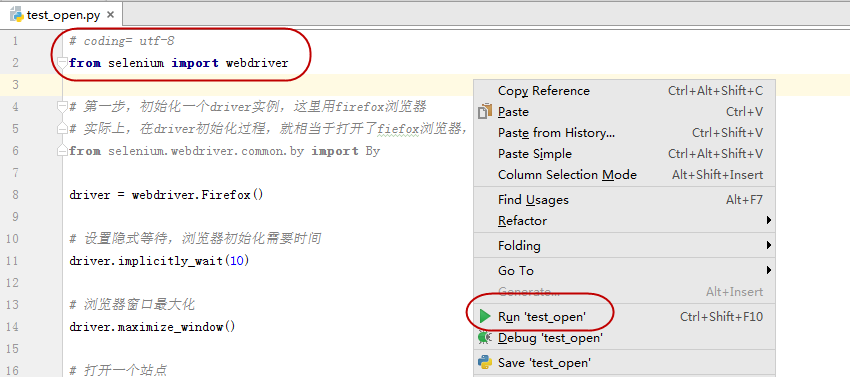 test_open.py ×
1 # coding= utf-8
2 from selenium import webdriver
3
4 # 第一步，初始化一个driver实例，这里用firefox浏览器
5 # 实际上，在driver初始化过程，就相当于打开了fiefox浏览器，
6 from selenium.webdriver.common.by import By
7
8 driver = webdriver.Firefox()
9
10 # 设置隐式等待，浏览器初始化需要时间
11 driver.implicitly_wait(10)
12
13 # 浏览器窗口最大化
14 driver.maximize_window()
15
16 # 打开一个站点
Copy Reference Ctrl+Alt+Shift+C
Paste Ctrl+V
Paste from History... Ctrl+Shift+V
Paste Simple Ctrl+Alt+Shift+V
Column Selection Mode Alt+Shift+Insert
Find Usages Alt+F7
Refactor
Folding
Go To
Generate... Alt+Insert
Run 'test_open' Ctrl+Shift+F10
Debug 'test_open'
Save 'test_open'